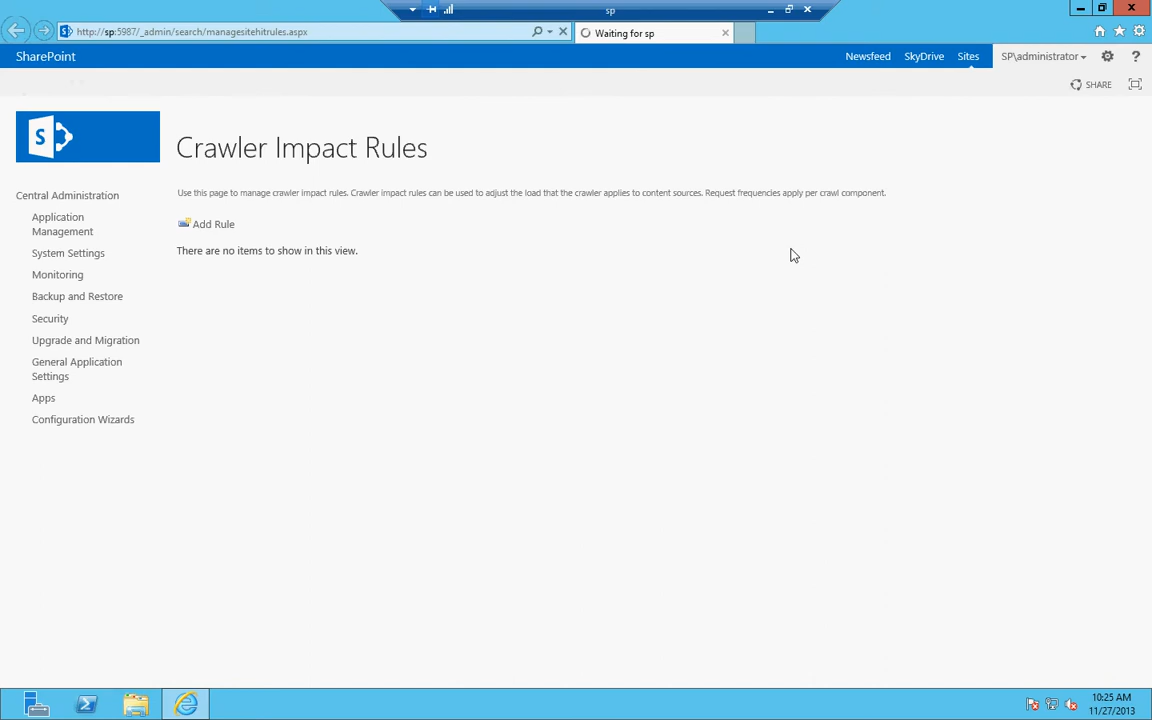 sp
http://sp:5987/_admin/search/managesitehitrules.aspx
Waiting for sp
SharePoint
Newsfeed
SkyDrive
Sites
SP\administrator
SHARE
S
Crawler Impact Rules
Use this page to manage crawler impact rules. Crawler impact rules can be used to adjust the load that the crawler applies to content sources. Request frequencies apply per crawl component.
Central Administration
Application
Management
System Settings
Monitoring
Backup and Restore
Security
Upgrade and Migration
General Application
Settings
Apps
Configuration Wizards
Add Rule
There are no items to show in this view.
10:25 AM
11/27/2013